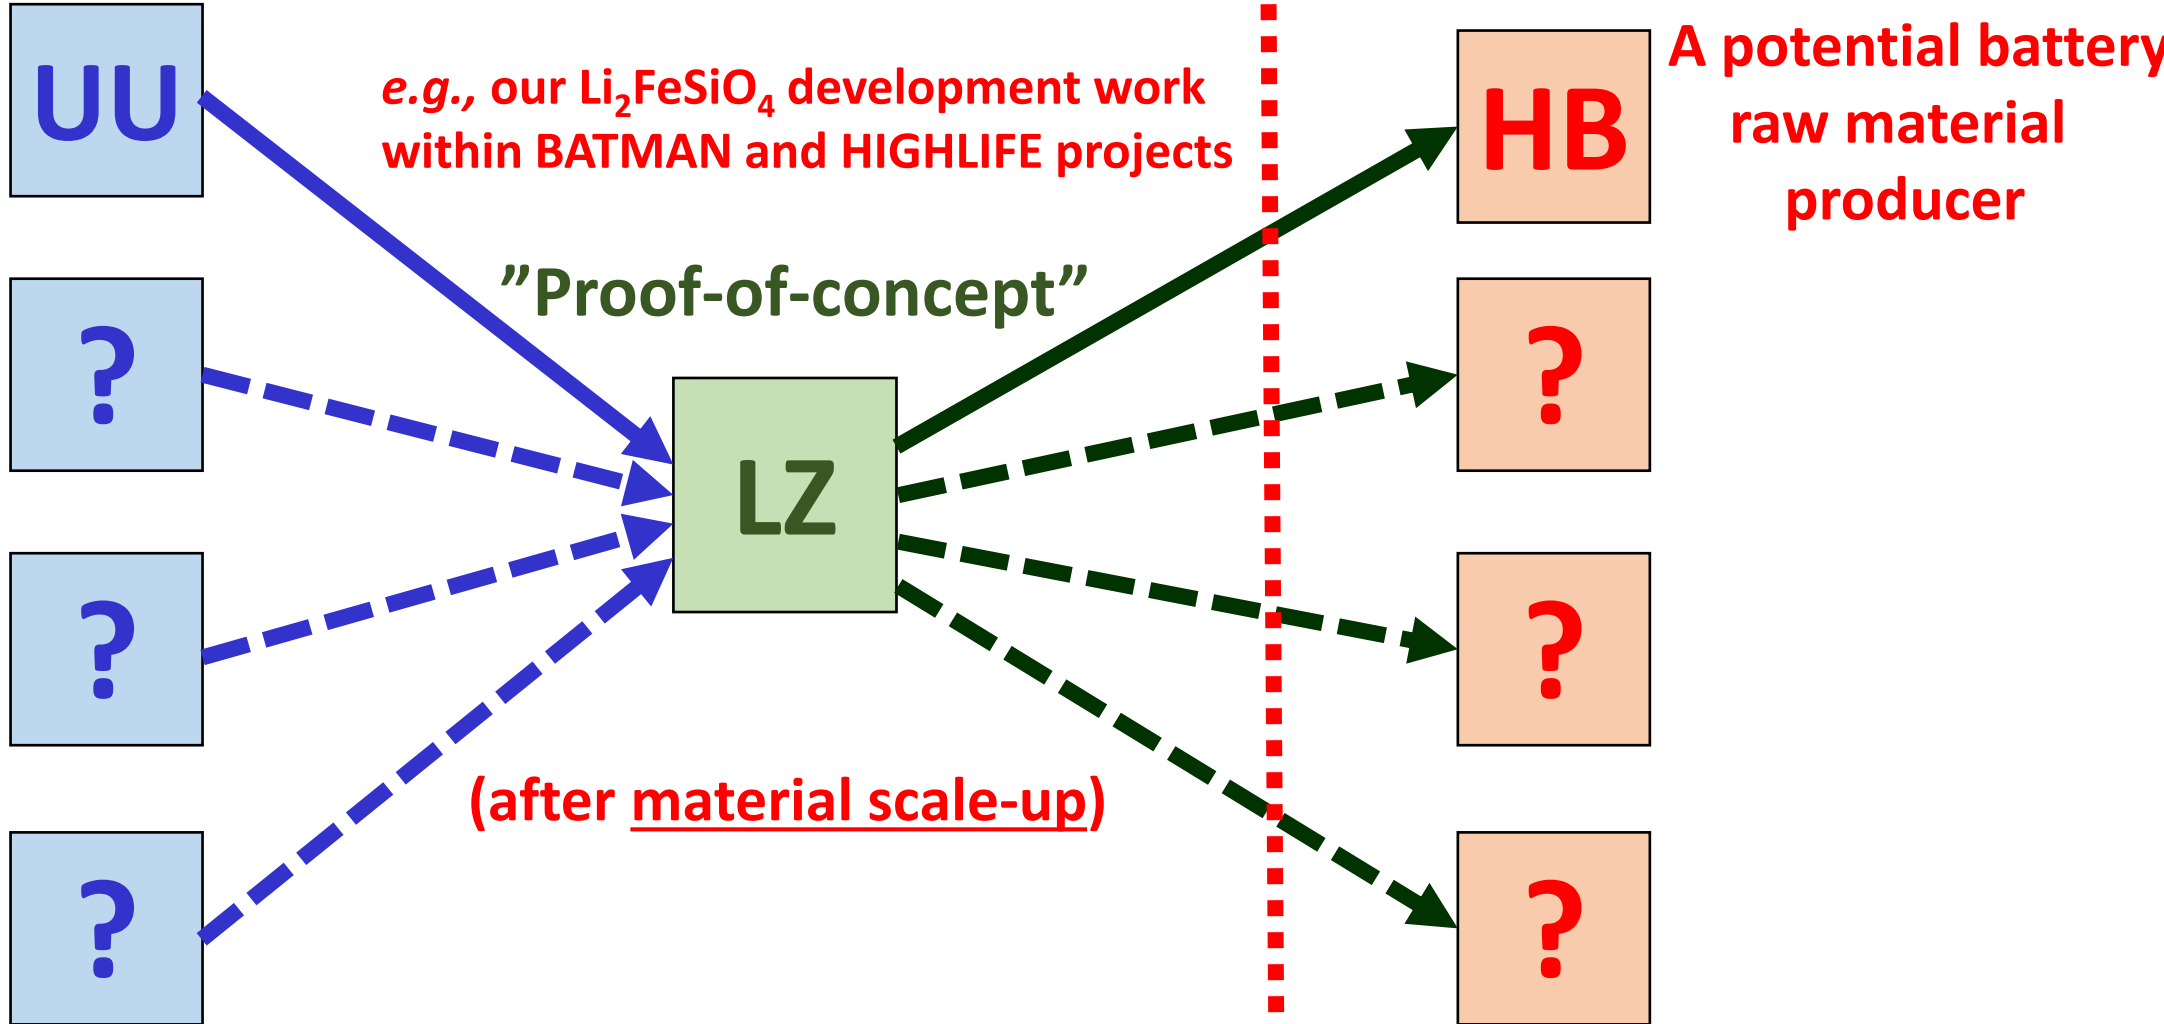 UU
e.g., our Li₂FeSiO₄ development work
within BATMAN and HIGHLIFE projects
HB
A potential battery
raw material
producer
”Proof-of-concept”
?
?
LZ
?
?
(after material scale-up)
?
?